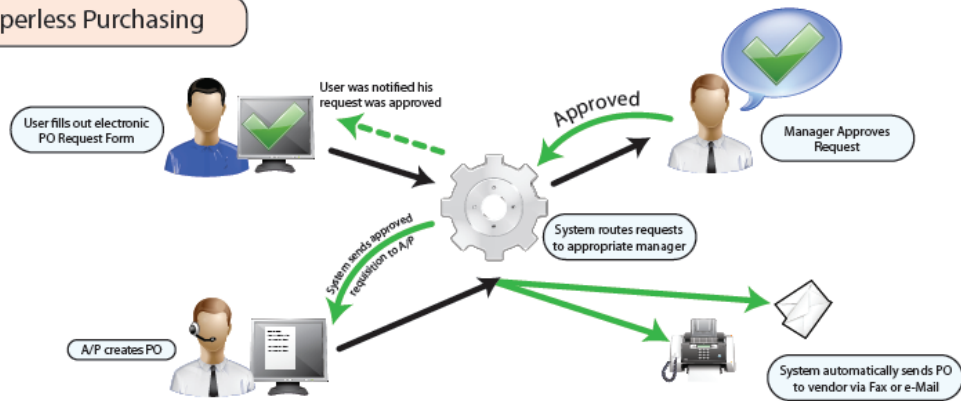 perless Purchasing
User fills out electronic
PO Request Form
User was notified his
request was approved
Approved
Manager Approves
Request
System routes requests
to appropriate manager
System sends approved
requisition to A/P
A/P creates PO
System automatically sends PO
to vendor via Fax or e-Mail